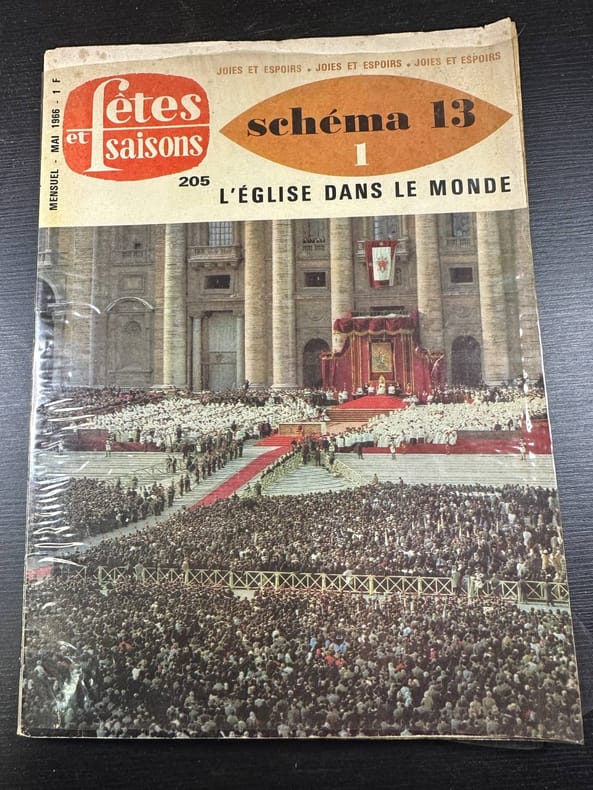 JOIES ET ESPOIRS • JOIES ET ESPOIRS • JOIES ET ESPOIRS
fêtes
et saisons
schéma 13
1
205
L'ÉGLISE DANS LE MONDE
MENSUEL - MAI 1966 - 1 F